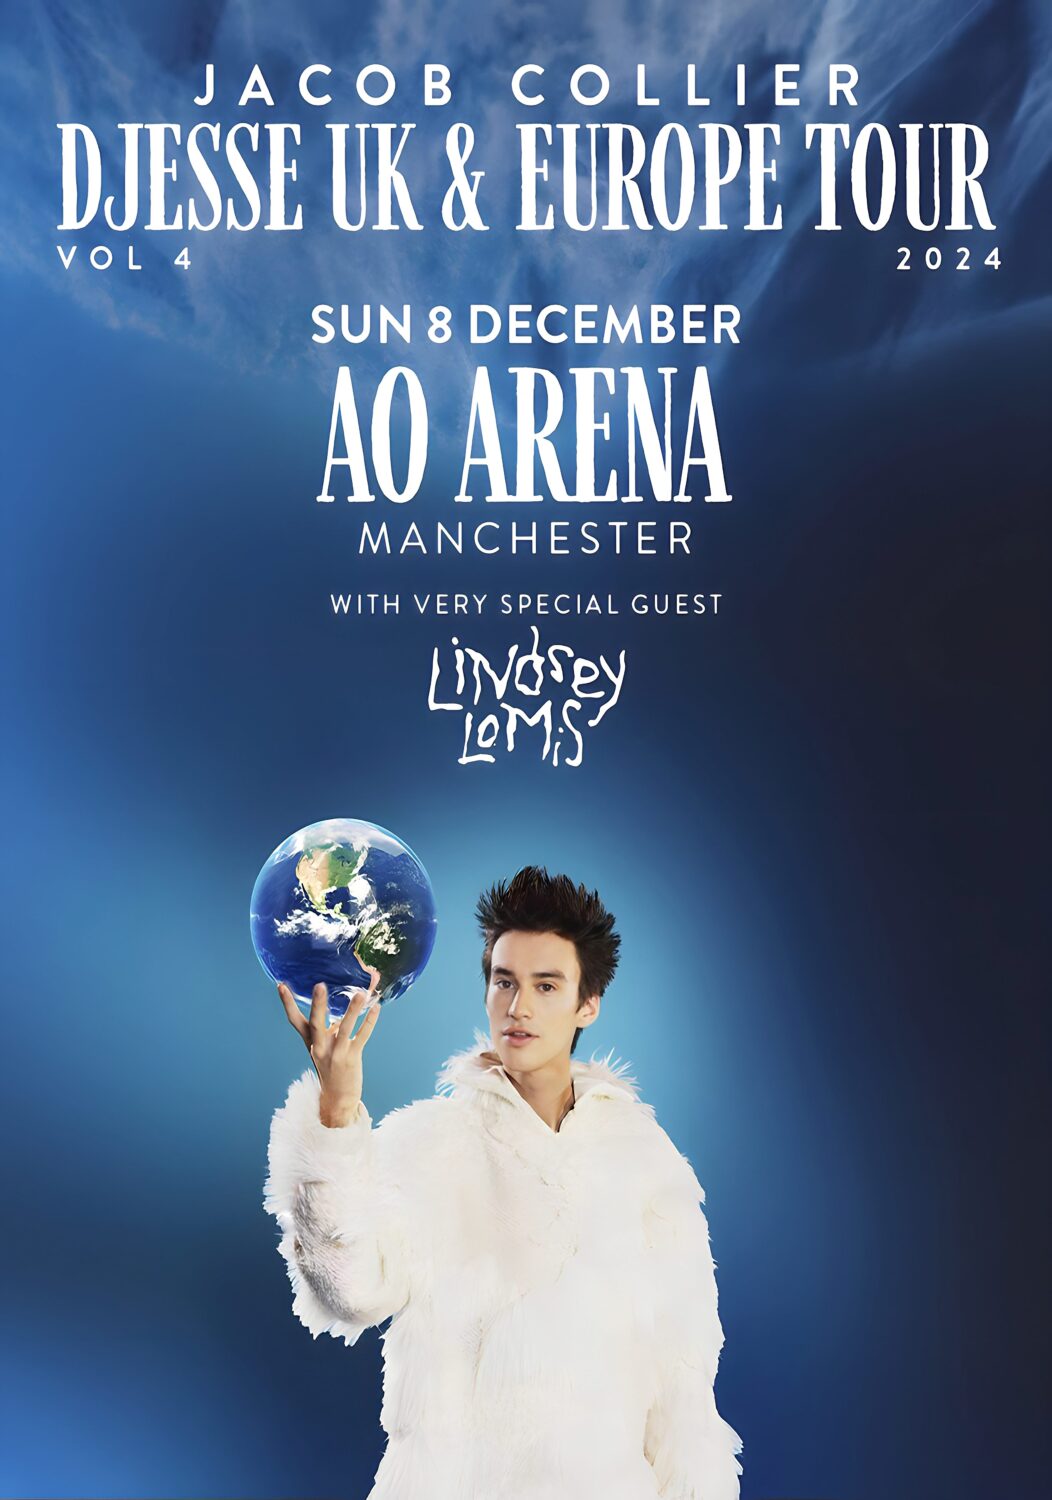 JACOB COLLIER
DJESSE UK & EUROPE TOUR
VOL 4 2024
SUN 8 DECEMBER
AO ARENA
MANCHESTER
WITH VERY SPECIAL GUEST
LiNdsey
LoMiS